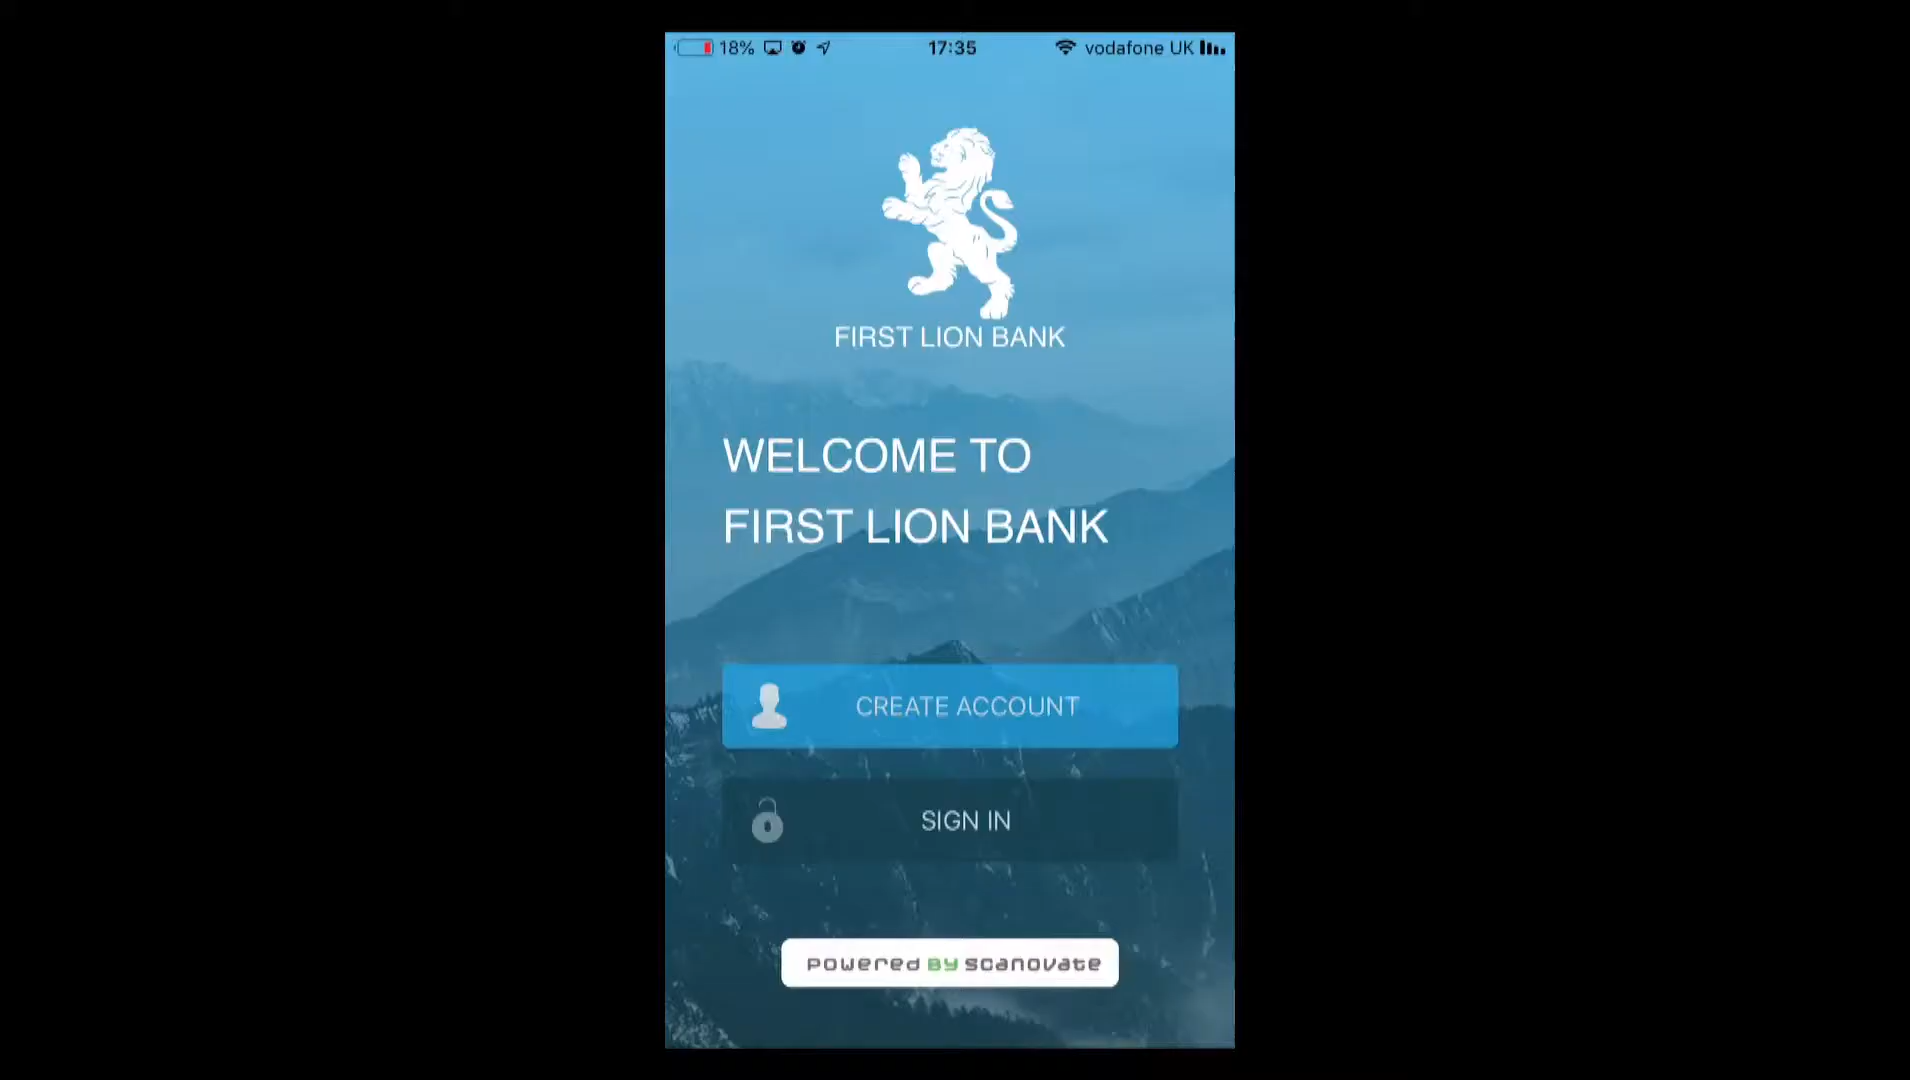 18% 17:35 vodafone UK
FIRST LION BANK
WELCOME TO
FIRST LION BANK
CREATE ACCOUNT
SIGN IN
Powered BY Scanovate